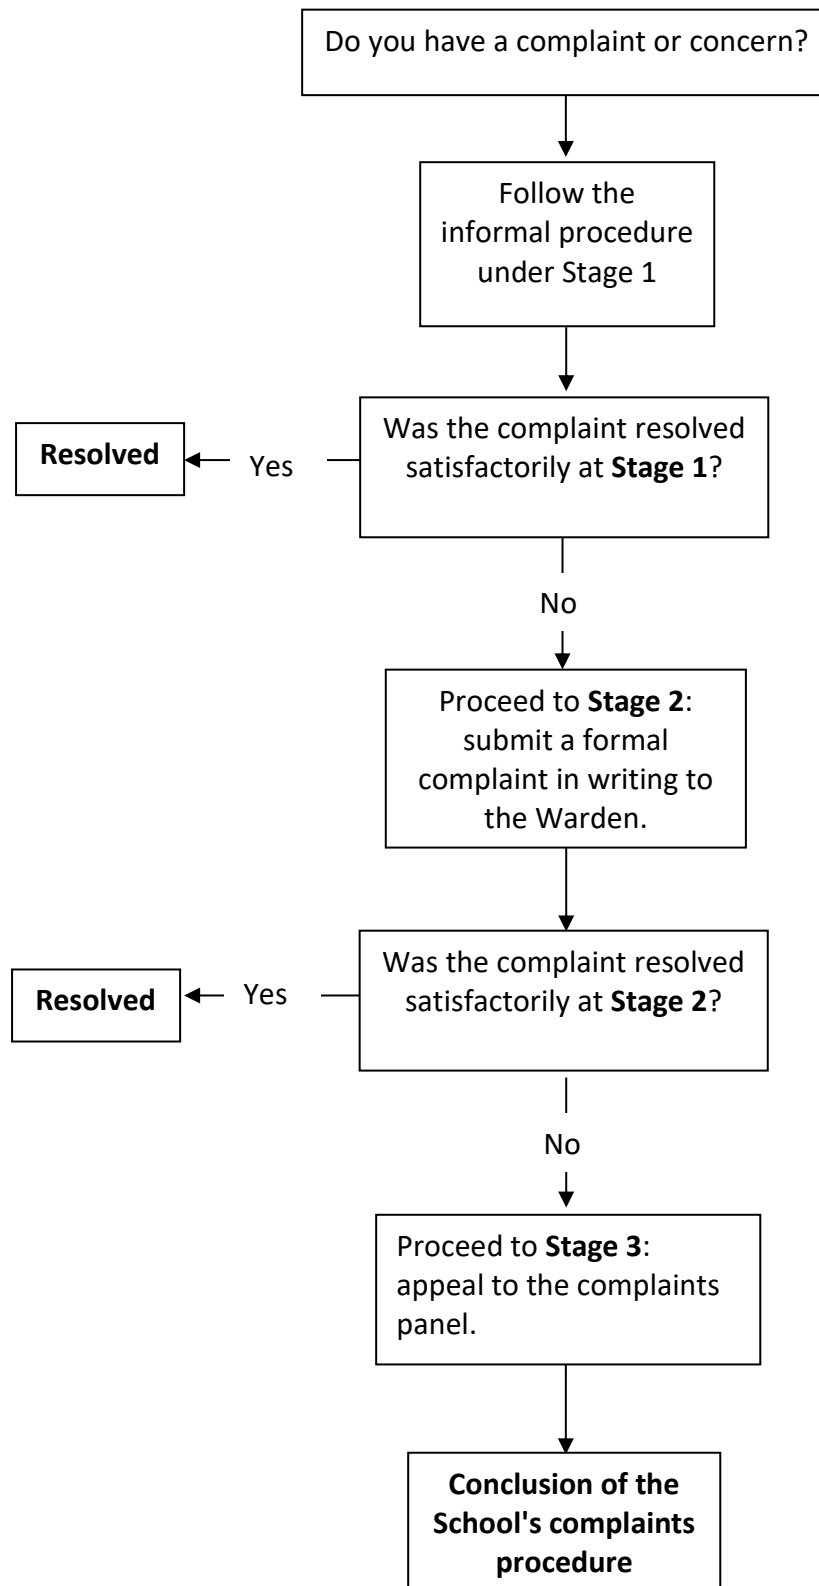 Do you have a complaint or concern?
Follow the
informal procedure
under Stage 1
Was the complaint resolved
satisfactorily at Stage 1?
Yes
Resolved
No
Proceed to Stage 2:
submit a formal
complaint in writing to
the Warden.
Was the complaint resolved
satisfactorily at Stage 2?
Yes
Resolved
No
Proceed to Stage 3:
appeal to the complaints
panel.
Conclusion of the
School's complaints
procedure